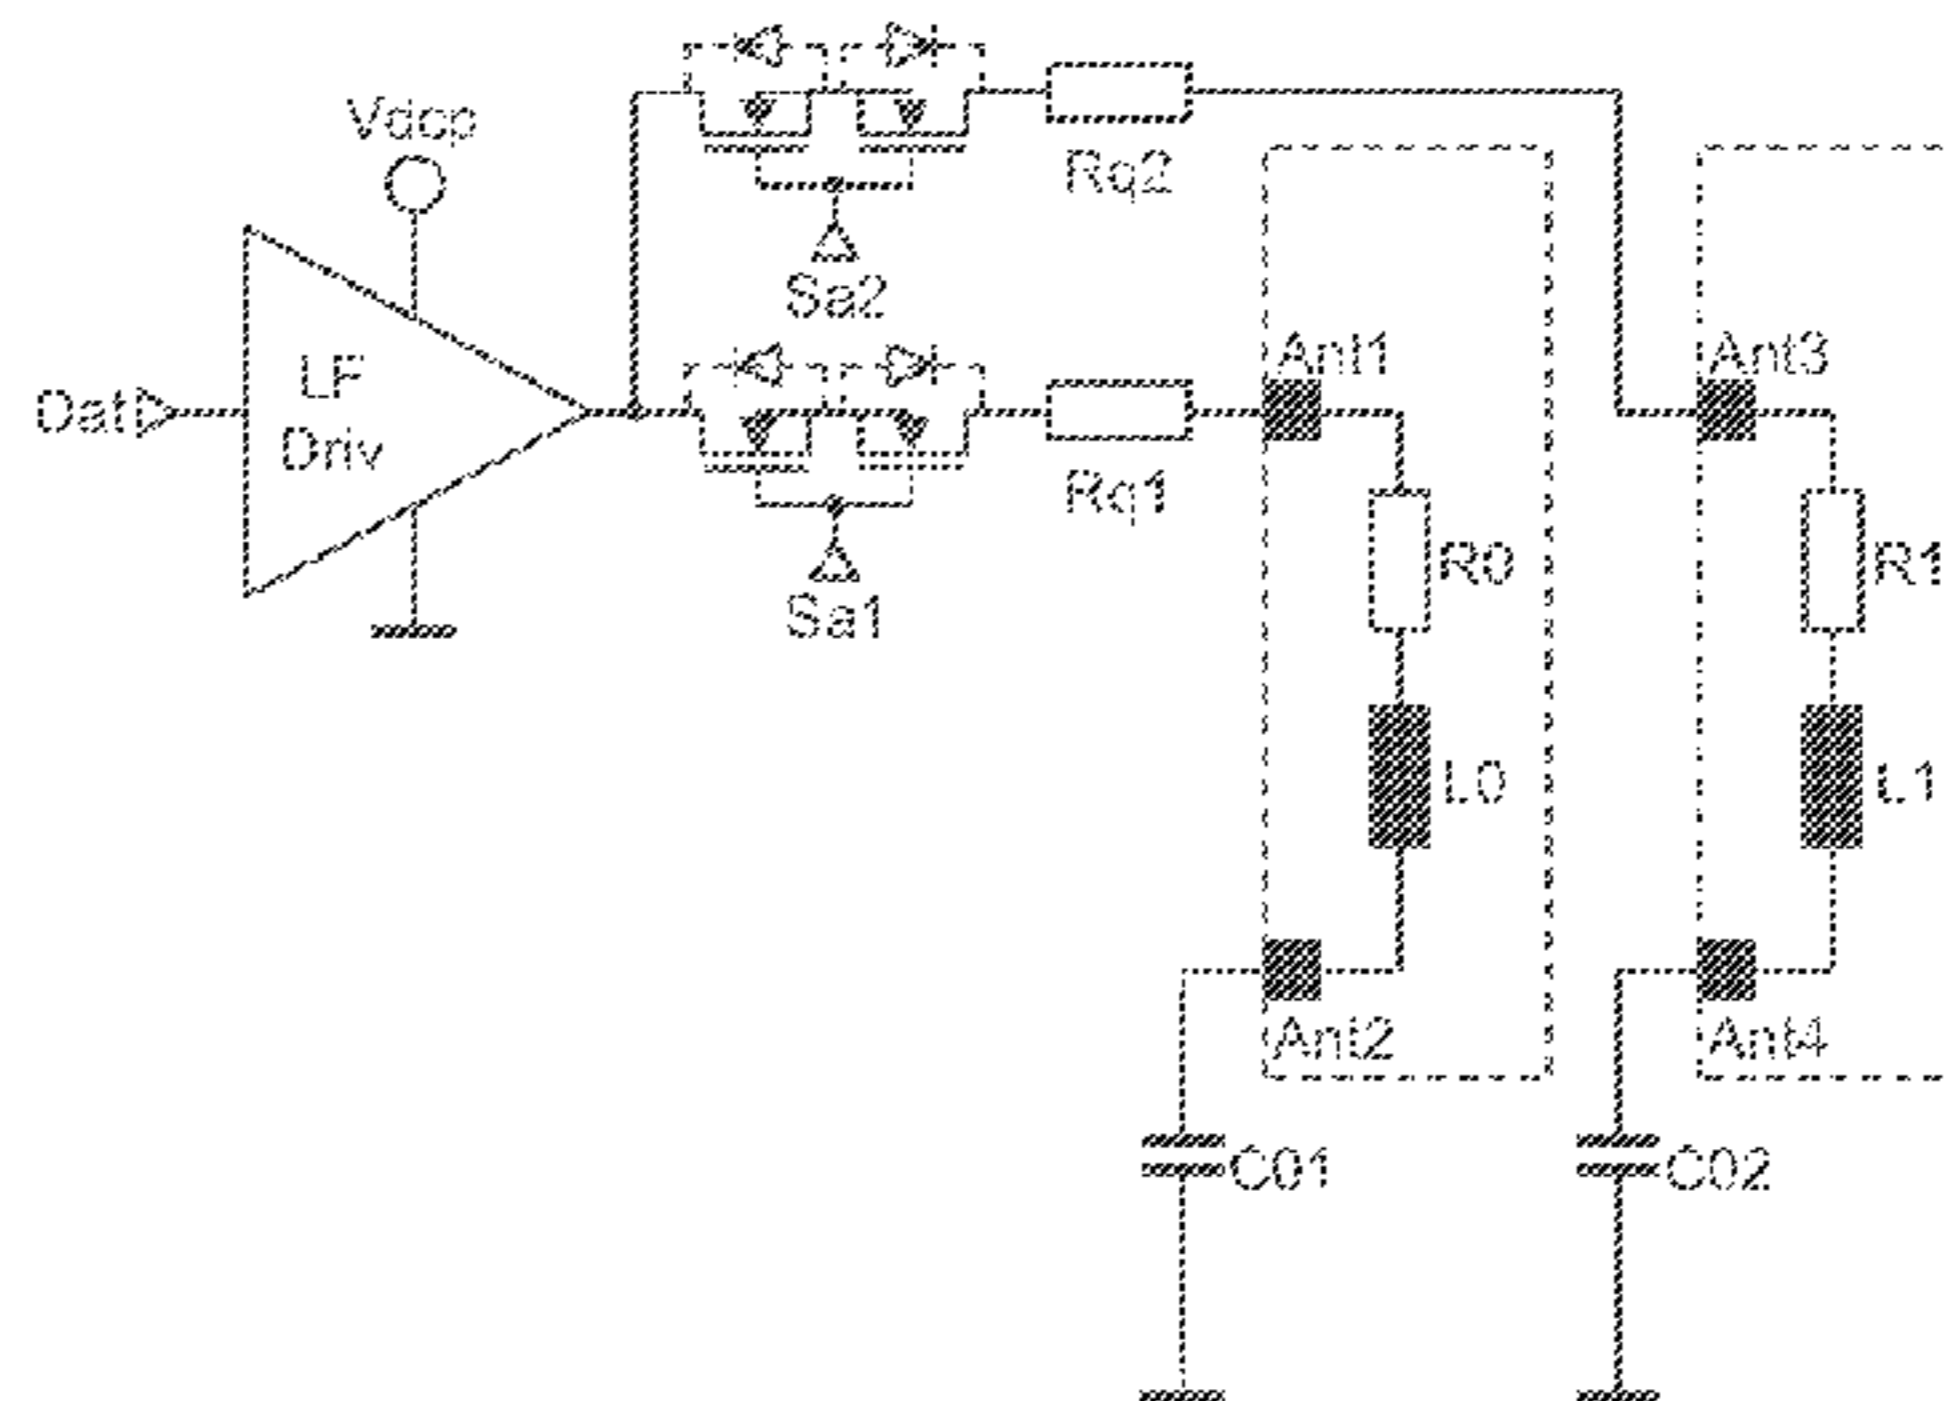 Vdcp
Rq2
Sa2
LF
Driv
Dat
Ant1
Ant3
Rq1
R0
R1
Sa1
L0
L1
Ant2
Ant4
C01
C02